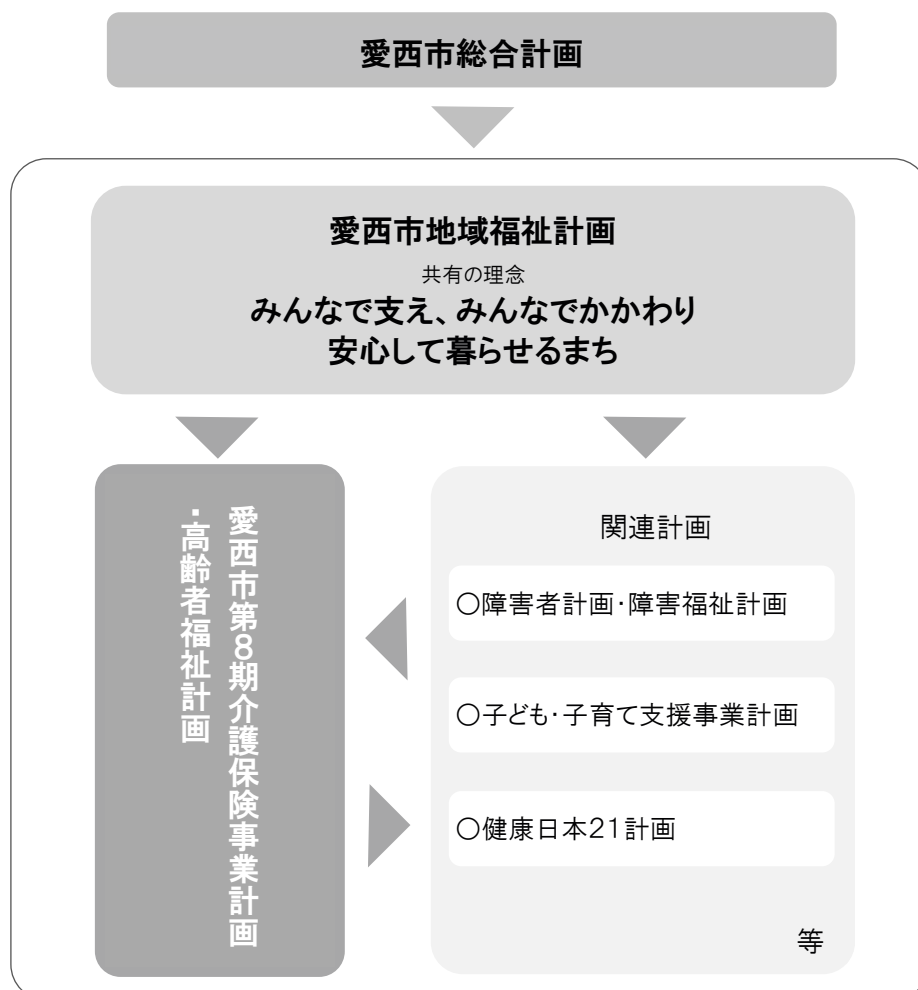 愛西市総合計画
愛西市地域福祉計画
共有の理念
みんなで支え、みんなでかかわり
安心して暮らせるまち
愛西市第8期介護保険事業計画
・高齢者福祉計画
関連計画
○障害者計画・障害福祉計画
○子ども・子育て支援事業計画
○健康日本21計画
等